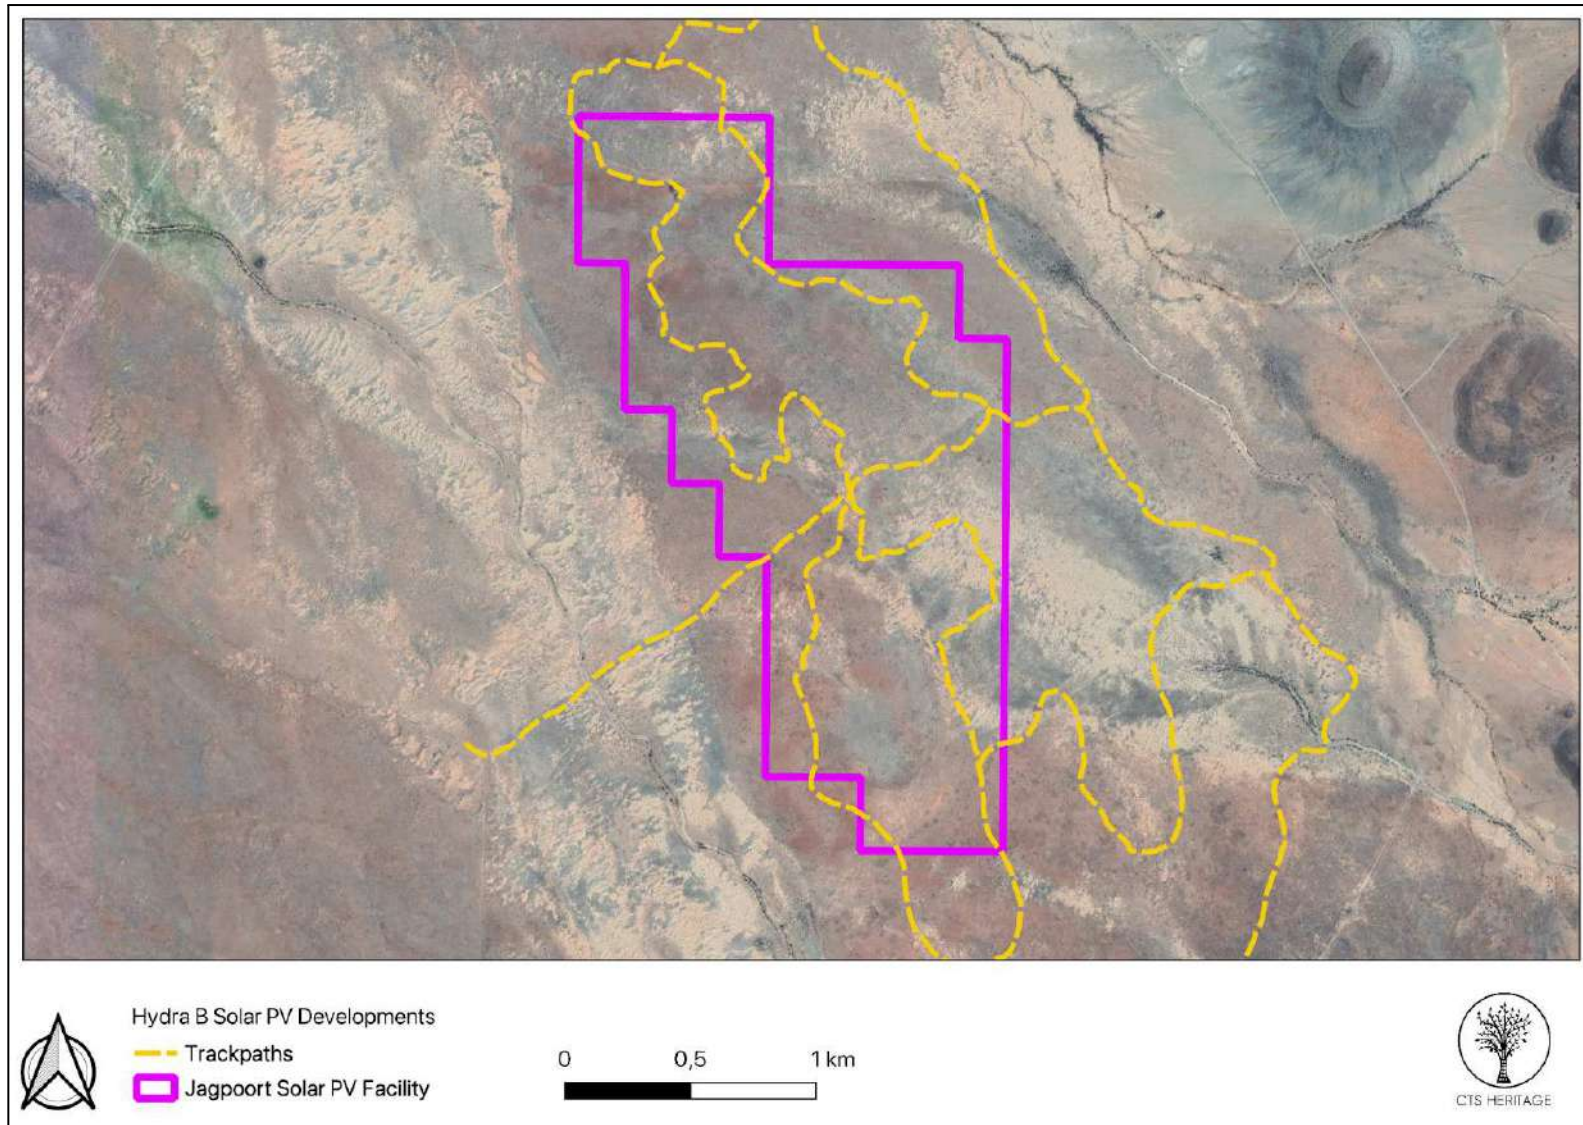 Hydra B Solar PV Developments
Trackpaths
Jagpoort Solar PV Facility
0 0,5 1 km
CTS HERITAGE